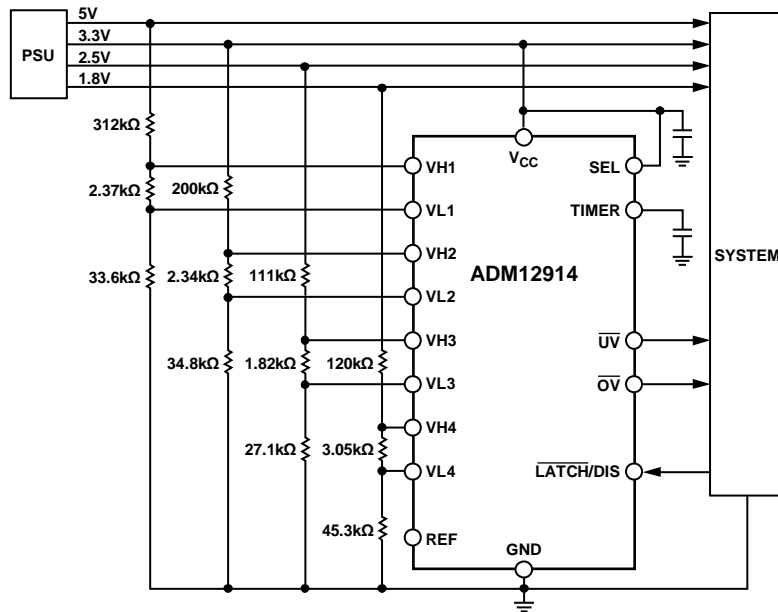 5V
3.3V
PSU
2.5V
1.8V
312kΩ
VCC
VH1
SEL
2.37kΩ
200kΩ
VL1
TIMER
VH2
SYSTEM
33.6kΩ
2.34kΩ
111kΩ
ADM12914
VL2
VH3
UV
34.8kΩ
1.82kΩ
120kΩ
VL3
OV
VH4
27.1kΩ
3.05kΩ
VL4
LATCH/DIS
45.3kΩ
REF
GND